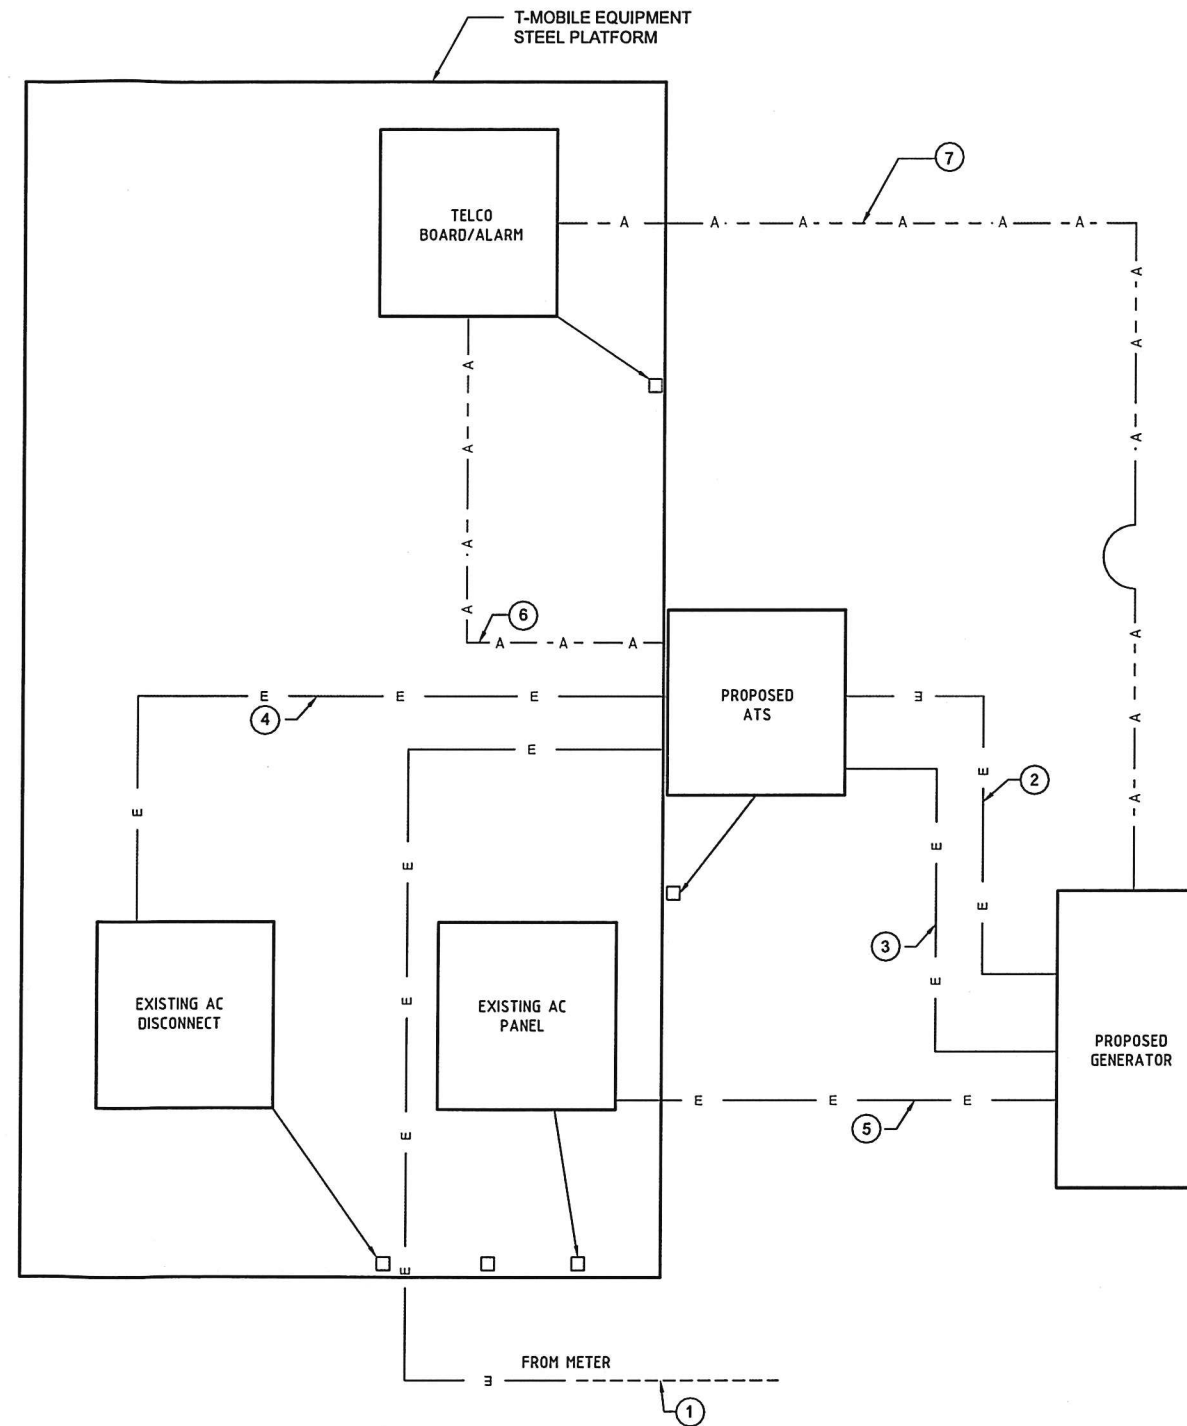 T-MOBILE EQUIPMENT
STEEL PLATFORM
7
TELCO
BOARD/ALARM
A A A A A A
A
A
A
A
A
A
A
6
A A A
A
A
A
E E E
4
PROPOSED
ATS
E
E
E
2
E
E
E
E
E
3
E
E
E
EXISTING AC
DISCONNECT
EXISTING AC
PANEL
PROPOSED
GENERATOR
E E E
5
E
E
FROM METER
E
1